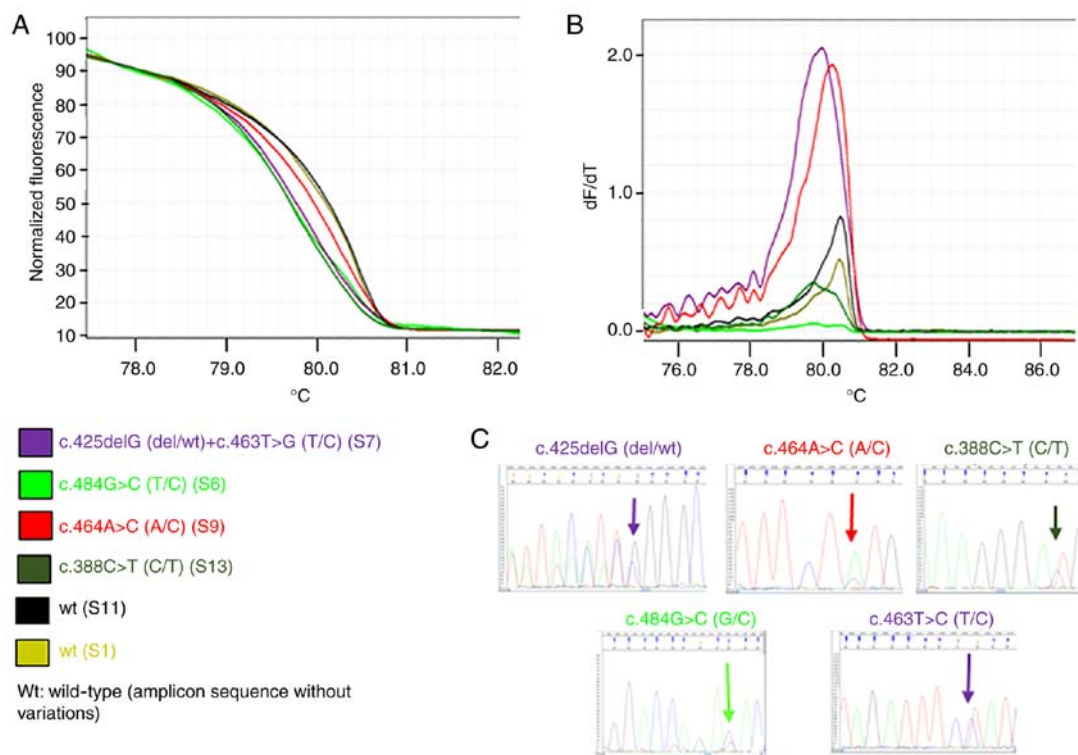 A
100
90
80
70
60
50
40
30
20
10
Normalized fluorescence
78.0 79.0 80.0 81.0 82.0
°C
B
2.0
1.0
0.0
dF/dT
76.0 78.0 80.0 82.0 84.0 86.0
°C
c.425delG (del/wt)+c.463T>G (T/C) (S7)
c.484G>C (T/C) (S6)
c.464A>C (A/C) (S9)
c.388C>T (C/T) (S13)
wt (S11)
wt (S1)
Wt: wild-type (amplicon sequence without
variations)
C
c.425delG (del/wt) c.464A>C (A/C) c.388C>T (C/T)
c.484G>C (G/C) c.463T>C (T/C)